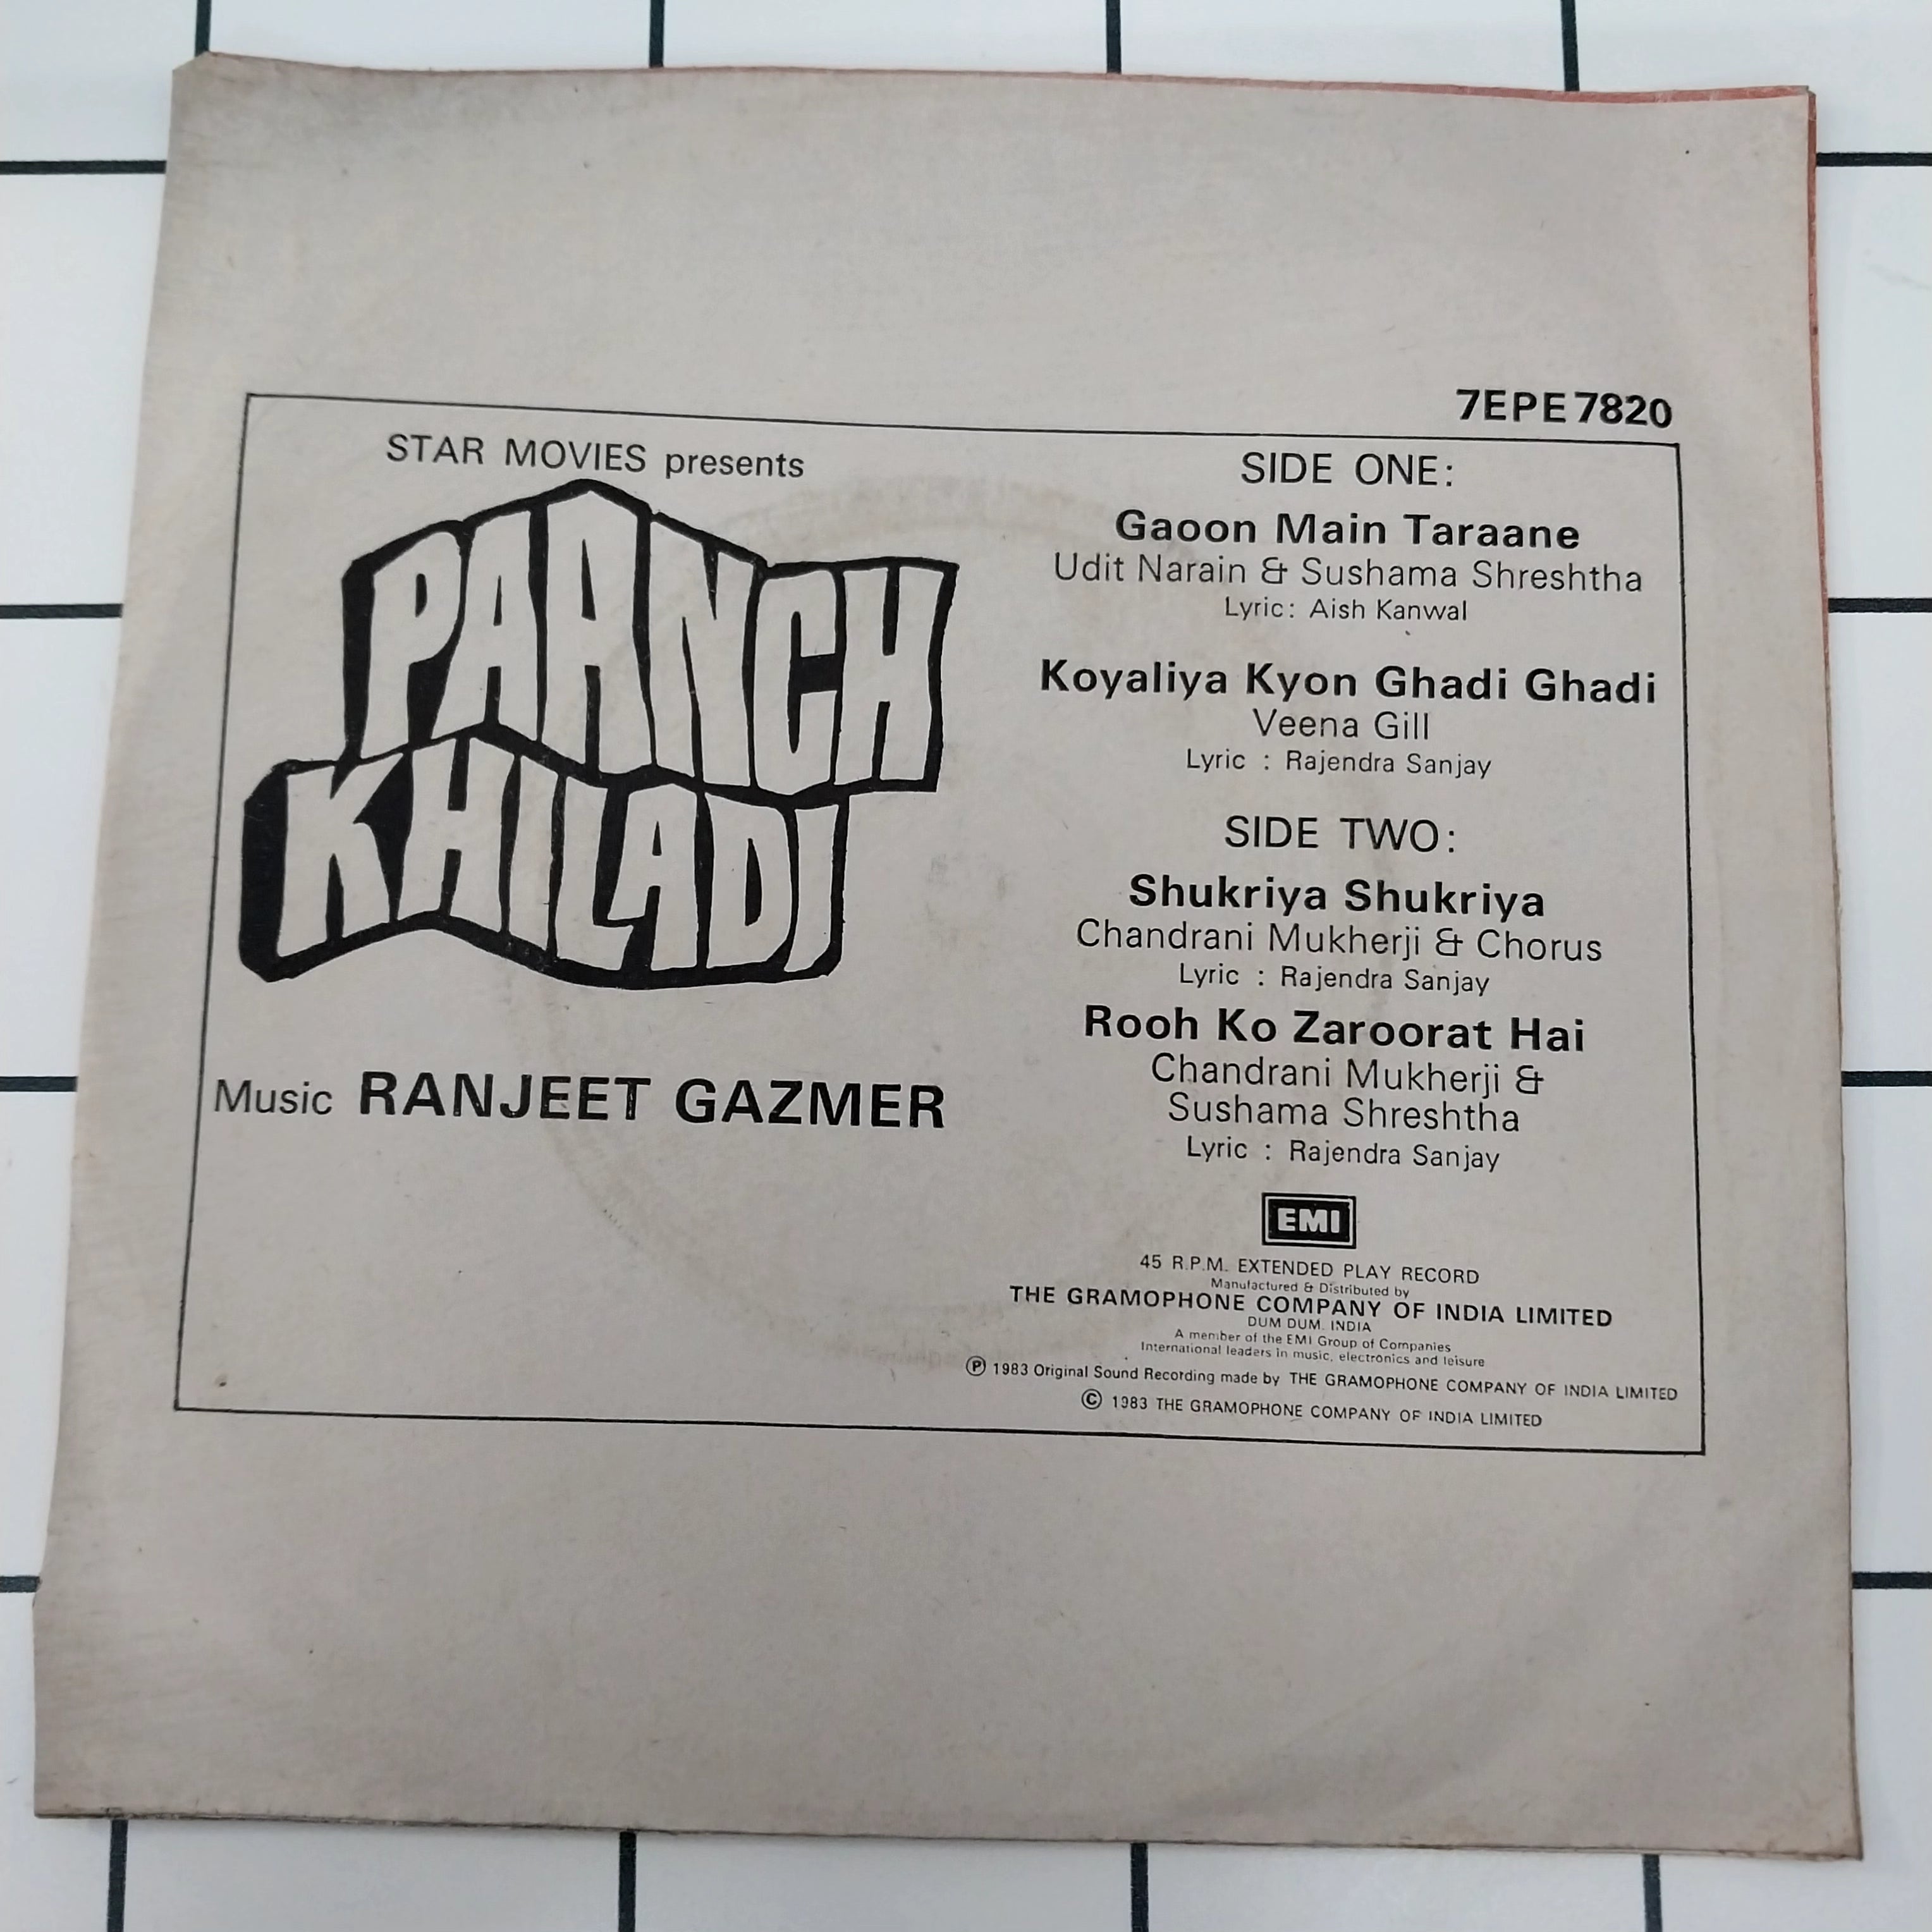 7EPE 7820
STAR MOVIES presents
PAANCH
KHILADI
Music RANJEET GAZMER
SIDE ONE:
Gaoon Main Taraane
Udit Narain & Sushama Shreshtha
Lyric: Aish Kanwal
Koyaliya Kyon Ghadi Ghadi
Veena Gill
Lyric : Rajendra Sanjay
SIDE TWO:
Shukriya Shukriya
Chandrani Mukherji & Chorus
Lyric : Rajendra Sanjay
Rooh Ko Zaroorat Hai
Chandrani Mukherji &
Sushama Shreshtha
Lyric : Rajendra Sanjay
EMI
45 R.P.M. EXTENDED PLAY RECORD
Manufactured & Distributed by
THE GRAMOPHONE COMPANY OF INDIA LIMITED
DUM DUM. INDIA
A member of the EMI Group of Companies
International leaders in music, electronics and leisure
Ⓟ 1983 Original Sound Recording made by THE GRAMOPHONE COMPANY OF INDIA LIMITED
© 1983 THE GRAMOPHONE COMPANY OF INDIA LIMITED